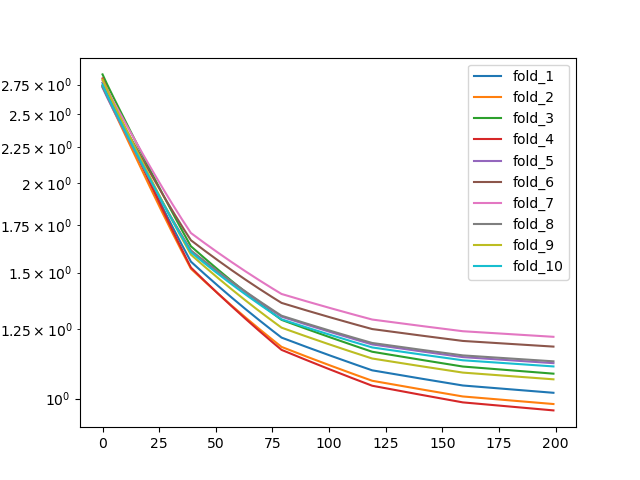 2.75 × 10⁰
2.5 × 10⁰
2.25 × 10⁰
2 × 10⁰
1.75 × 10⁰
1.5 × 10⁰
1.25 × 10⁰
10⁰
0 25 50 75 100 125 150 175 200
fold_1
fold_2
fold_3
fold_4
fold_5
fold_6
fold_7
fold_8
fold_9
fold_10